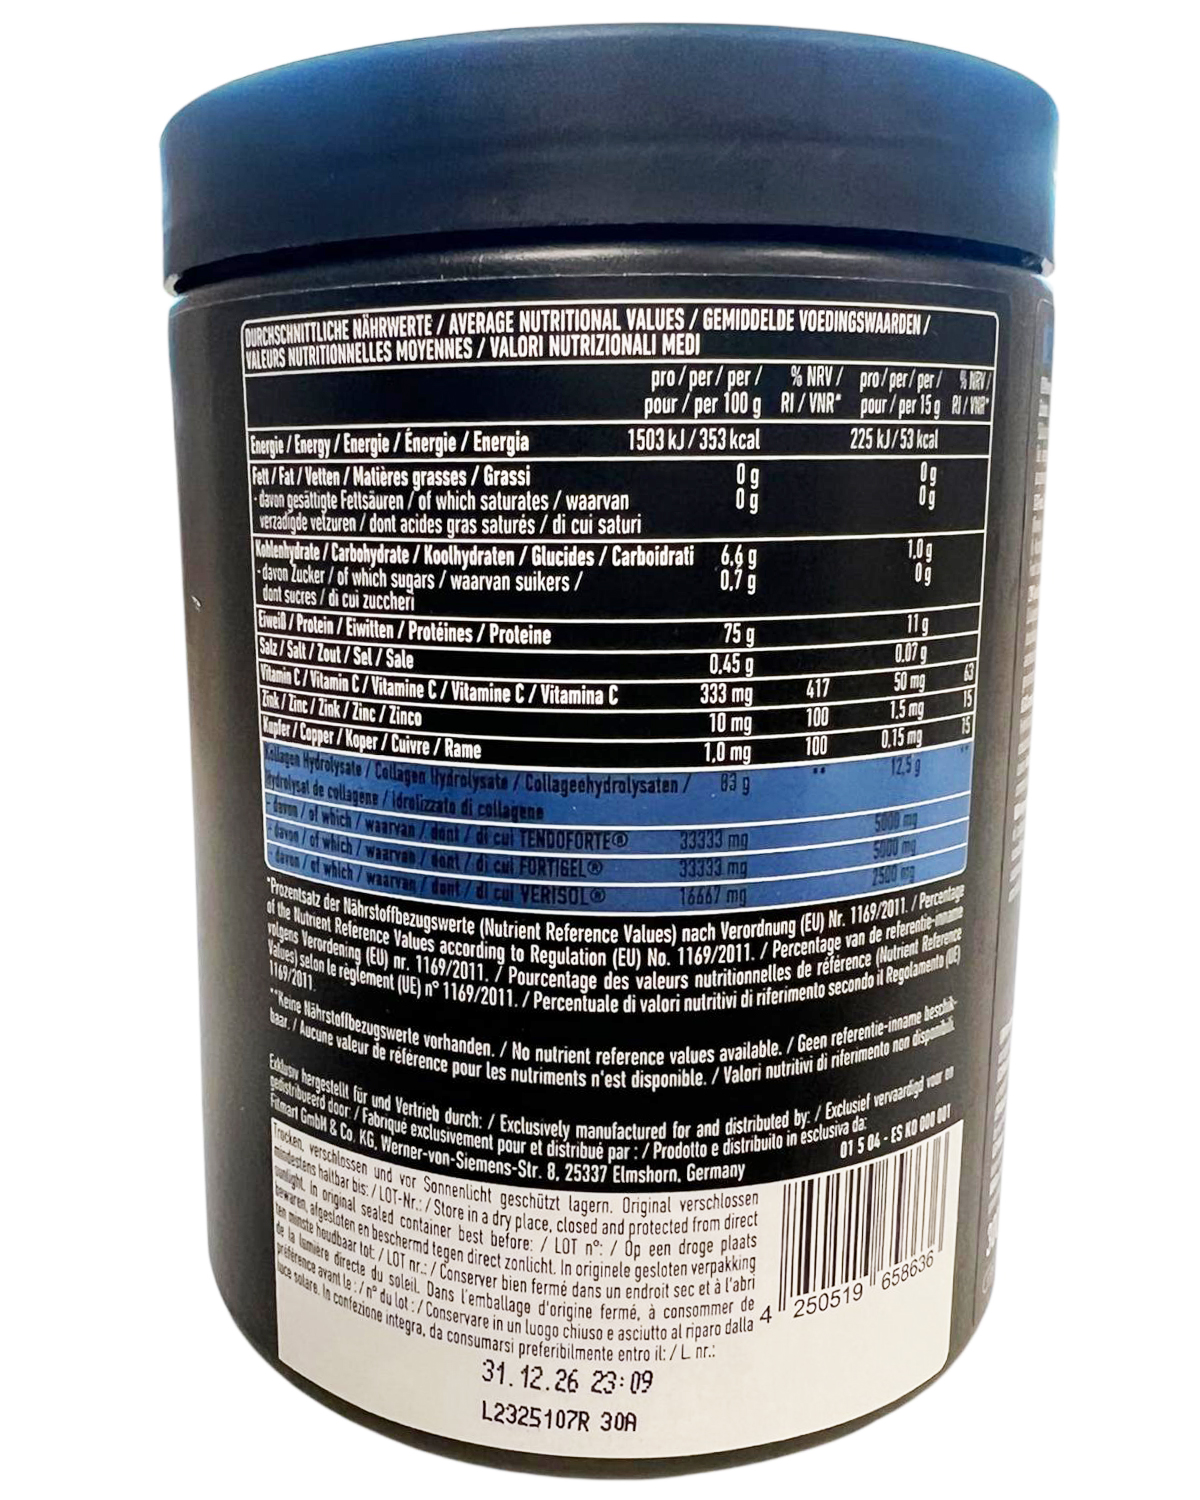 DURCHSCHNITTLICHE NÄHRWERTE / AVERAGE NUTRITIONAL VALUES / GEMIDDELDE VOEDINGSWAARDEN /
VALEURS NUTRITIONNELLES MOYENNES / VALORI NUTRIZIONALI MEDI
pro / per / per / % NRV / pro / per / per / % NRV /
pour / per 100 g RI / VNR* pour / per 15 g RI / VNR*
Energie / Energy / Energie / Énergie / Energia 1503 kJ / 353 kcal 225 kJ / 53 kcal
Fett / Fat / Vetten / Matières grasses / Grassi 0 g 0 g
- davon gesättigte Fettsäuren / of which saturates / waarvan 0 g 0 g
verzadigde vetzuren / dont acides gras saturés / di cui saturi
Kohlenhydrate / Carbohydrate / Koolhydraten / Glucides / Carboidrati 6,6 g 1.0 g
- davon Zucker / of which sugars / waarvan suikers / 0,7 g 0 g
dont sucres / di cui zuccheri
Eiweiß / Protein / Eiwitten / Protéines / Proteine 75 g 11 g
Salz / Salt / Zout / Sel / Sale 0,45 g 0.07 g
Vitamin C / Vitamin C / Vitamine C / Vitamine C / Vitamina C 333 mg 417 50 mg 63
Zink / Zinc / Zink / Zinc / Zinco 10 mg 100 1.5 mg 15
Kupfer / Copper / Koper / Cuivre / Rame 1,0 mg 100 0,15 mg 15
Kollagen Hydrolysate / Collagen Hydrolysate / Collageehydrolysaten / 83 g ** 12,5 g **
Hydrolysat de collagène / Idrolizzato di collagene
- davon / of which / waarvan / dont / di cui TENDOFORTE® 33333 mg 5000 mg
- davon / of which / waarvan / dont / di cui FORTIGEL® 33333 mg 5000 mg
- davon / of which / waarvan / dont / di cui VERISOL® 16667 mg 2500 mg
*Prozentsatz der Nährstoffbezugswerte (Nutrient Reference Values) nach Verordnung (EU) Nr. 1169/2011. / Percentage
of the Nutrient Reference Values according to Regulation (EU) No. 1169/2011. / Percentage van de referentie-inname
volgens Verordening (EU) nr. 1169/2011. / Pourcentage des valeurs nutritionnelles de référence (Nutrient Reference
Values) selon le règlement (UE) n° 1169/2011. / Percentuale di valori nutritivi di riferimento secondo il Regolamento (UE)
1169/2011.
**Keine Nährstoffbezugswerte vorhanden. / No nutrient reference values available. / Geen referentie-inname beschik-
baar. / Aucune valeur de référence pour les nutriments n'est disponible. / Valori nutritivi di riferimento non disponibili.
Exklusiv hergestellt für und Vertrieb durch: / Exclusively manufactured for and distributed by: / Exclusief vervaardigd voor en
gedistribueerd door: / Fabriqué exclusivement pour et distribué par : / Prodotto e distribuito in esclusiva da:
Fitmart GmbH & Co. KG, Werner-von-Siemens-Str. 8, 25337 Elmshorn, Germany 01 5 04 - ES KO 000 001
Trocken, verschlossen und vor Sonnenlicht geschützt lagern. Original verschlossen
mindestens haltbar bis: / LOT-Nr.: / Store in a dry place, closed and protected from direct
sunlight. In original sealed container best before: / LOT n°: / Op een droge plaats
bewaren, afgesloten en beschermd tegen direct zonlicht. In originele gesloten verpakking
ten minste houdbaar tot: / LOT nr.: / Conserver bien fermé dans un endroit sec et à l'abri
de la lumière directe du soleil. Dans l'emballage d'origine fermé, à consommer de
préférence avant le : / n° du lot : / Conservare in un luogo chiuso e asciutto al riparo dalla
luce solare. In confezione integra, da consumarsi preferibilmente entro il: / L nr.:
4 250519 658636
31.12.26 23:09
L2325107R 30A